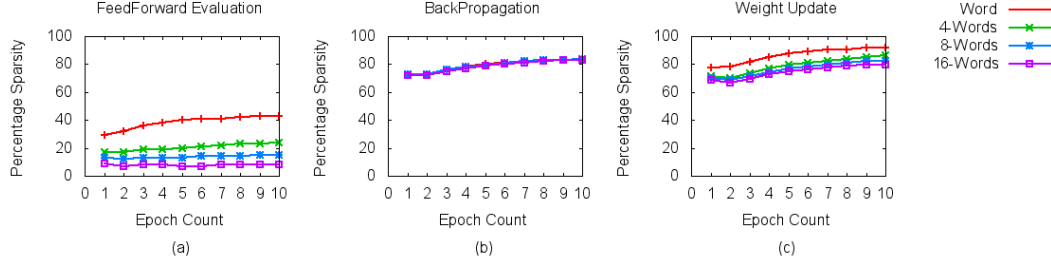 FeedForward Evaluation
Percentage Sparsity
100
80
60
40
20
0
0 1 2 3 4 5 6 7 8 9 10
Epoch Count
(a)
BackPropagation
Percentage Sparsity
100
80
60
40
20
0
0 1 2 3 4 5 6 7 8 9 10
Epoch Count
(b)
Weight Update
Percentage Sparsity
100
80
60
40
20
0
0 1 2 3 4 5 6 7 8 9 10
Epoch Count
(c)
Word
4-Words
8-Words
16-Words